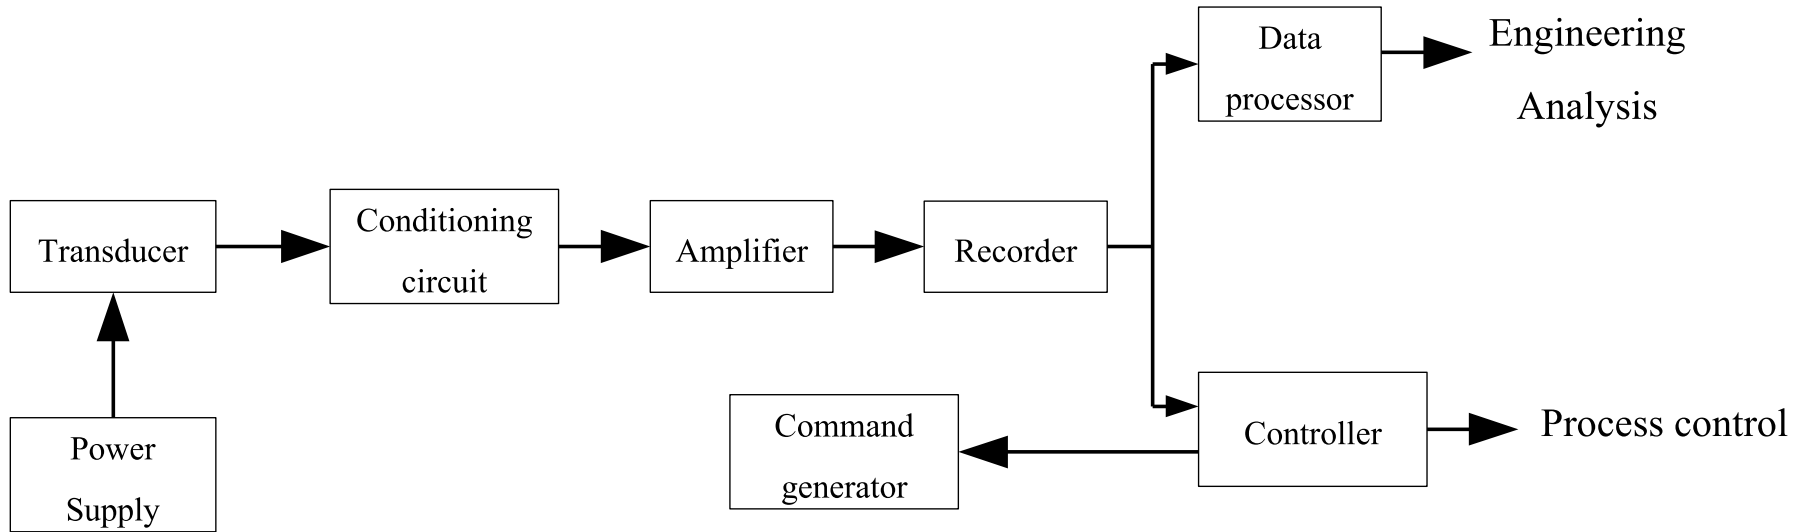 Data
processor
Engineering
Analysis
Transducer
Conditioning
circuit
Amplifier
Recorder
Power
Supply
Command
generator
Controller
Process control